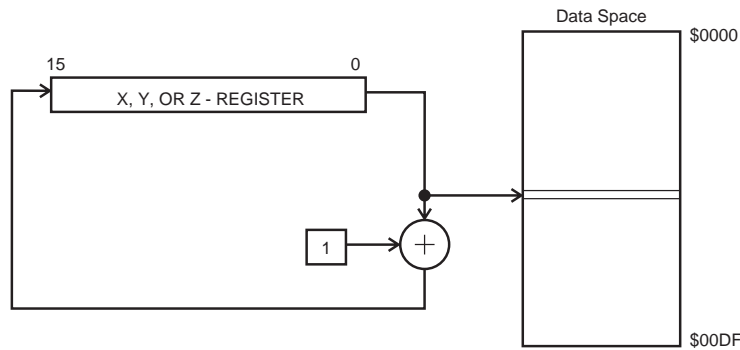 Data Space
$0000
15 0
X, Y, OR Z - REGISTER
1
+
$00DF